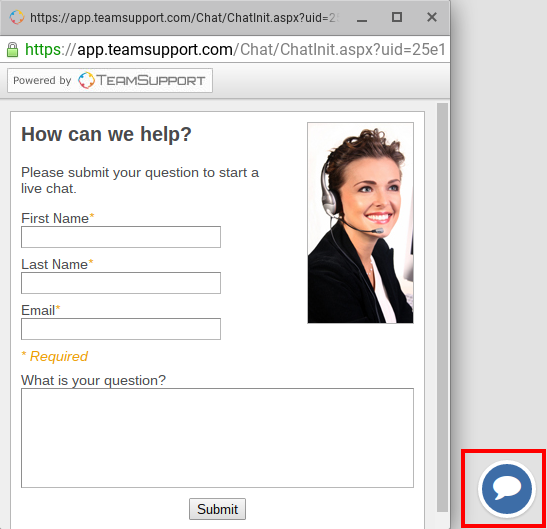 https://app.teamsupport.com/Chat/ChatInit.aspx?uid=25
https://app.teamsupport.com/Chat/ChatInit.aspx?uid=25e1
Powered by TEAMSUPPORT
How can we help?
Please submit your question to start a
live chat.
First Name*
Last Name*
Email*
* Required
What is your question?
Submit